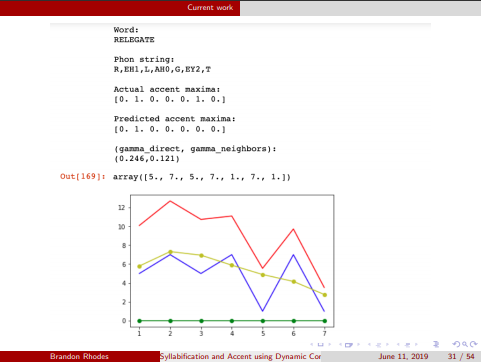 Current work
Word:
RELEGATE
Phon string:
R,EH1,L,AH0,G,EY2,T
Actual accent maxima:
[0. 1. 0. 0. 0. 1. 0.]
Predicted accent maxima:
[0. 1. 0. 0. 0. 0. 0.]
(gamma_direct, gamma_neighbors):
(0.246,0.121)
Out[169]: array([5., 7., 5., 7., 1., 7., 1.])
12
10
8
6
4
2
0
1 2 3 4 5 6 7
Brandon Rhodes Syllabification and Accent using Dynamic Cor June 11, 2019 31 / 54